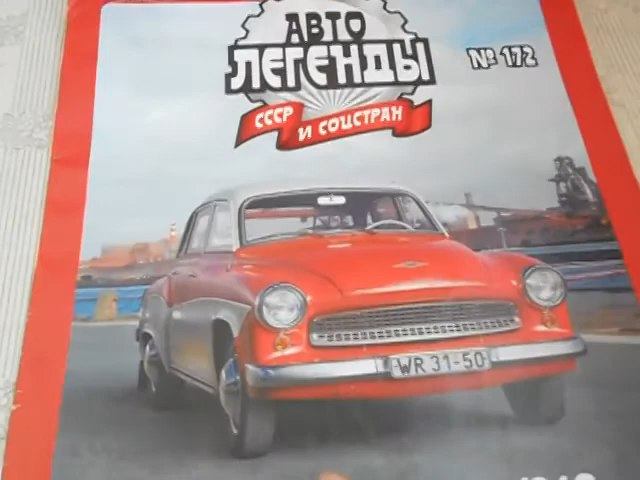 АВТО
ЛЕГЕНДЫ
№ 172
СССР
И СОЦСТРАН
WR 31-50